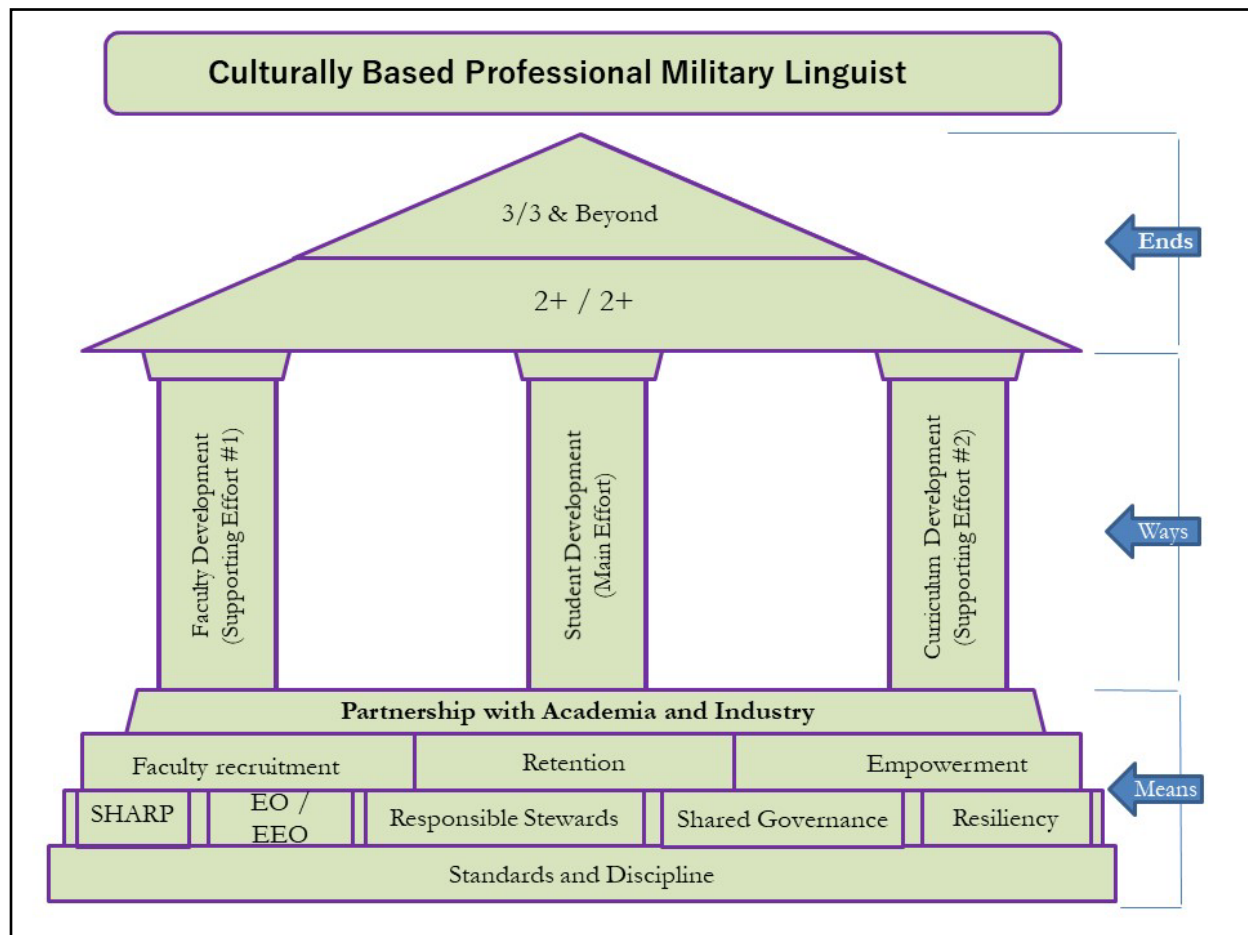 Culturally Based Professional Military Linguist
3/3 & Beyond
Ends
2+ / 2+
Faculty Development
(Supporting Effort #1)
Student Development
(Main Effort)
Curriculum Development
(Supporting Effort #2)
Ways
Partnership with Academia and Industry
Faculty recruitment
Retention
Empowerment
Means
SHARP
EO /
EEO
Responsible Stewards
Shared Governance
Resiliency
Standards and Discipline